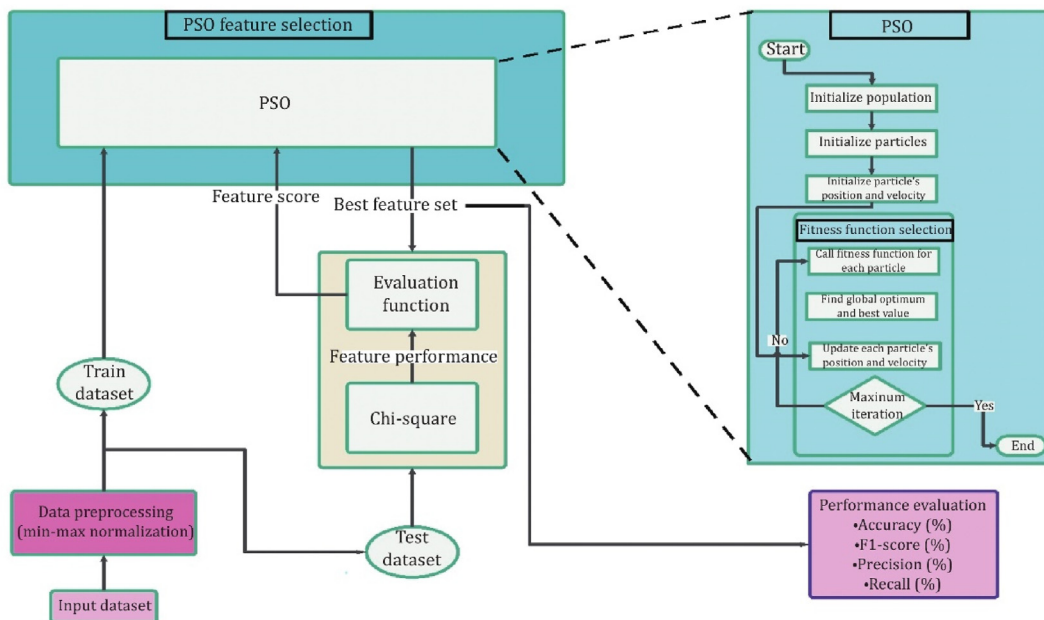 PSO feature selection
PSO
Feature score
Best feature set
Evaluation
function
Feature performance
Chi-square
Train
dataset
Data preprocessing
(min-max normalization)
Input dataset
Test
dataset
PSO
Start
Initialize population
Initialize particles
Initialize particle's
position and velocity
Fitness function selection
Call fitness function for
each particle
Find global optimum
and best value
No
Update each particle's
position and velocity
Maximum
iteration
Yes
End
Performance evaluation
•Accuracy (%)
•F1-score (%)
•Precision (%)
•Recall (%)